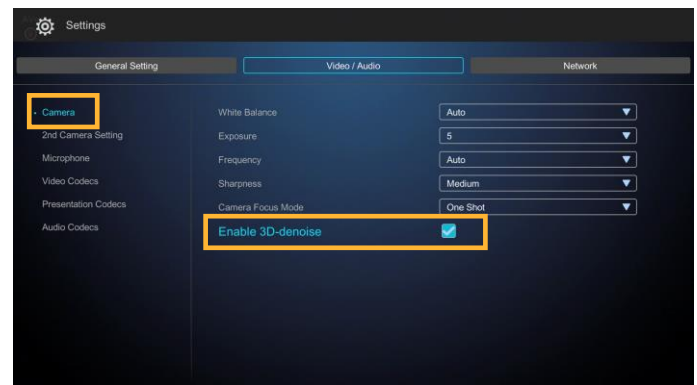 Settings
General Setting Video / Audio Network
Camera White Balance Auto
2nd Camera Setting Exposure 5
Microphone Frequency Auto
Video Codecs Sharpness Medium
Presentation Codecs Camera Focus Mode One Shot
Audio Codecs Enable 3D-denoise